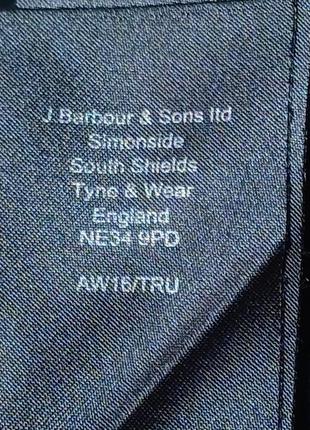 J Barbour & Sons ltd
Simonside
South Shields
Tyne & Wear
England
NE34 9PD
AW16/TRU